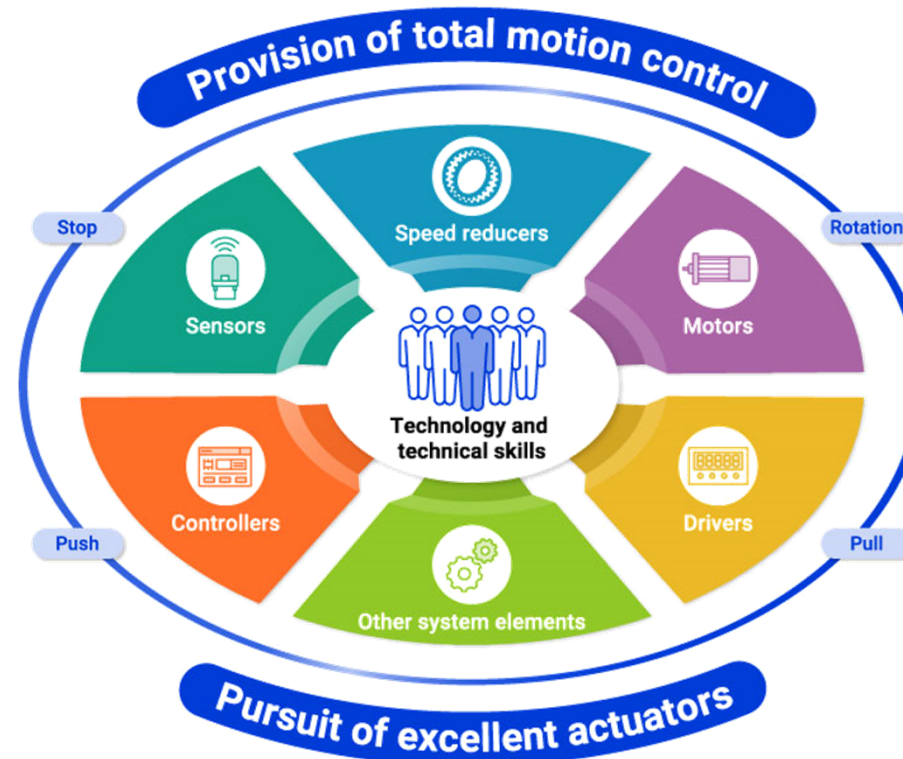 Provision of total motion control
Stop
Rotation
Speed reducers
Sensors
Motors
Technology and
technical skills
Controllers
Drivers
Push
Pull
Other system elements
Pursuit of excellent actuators